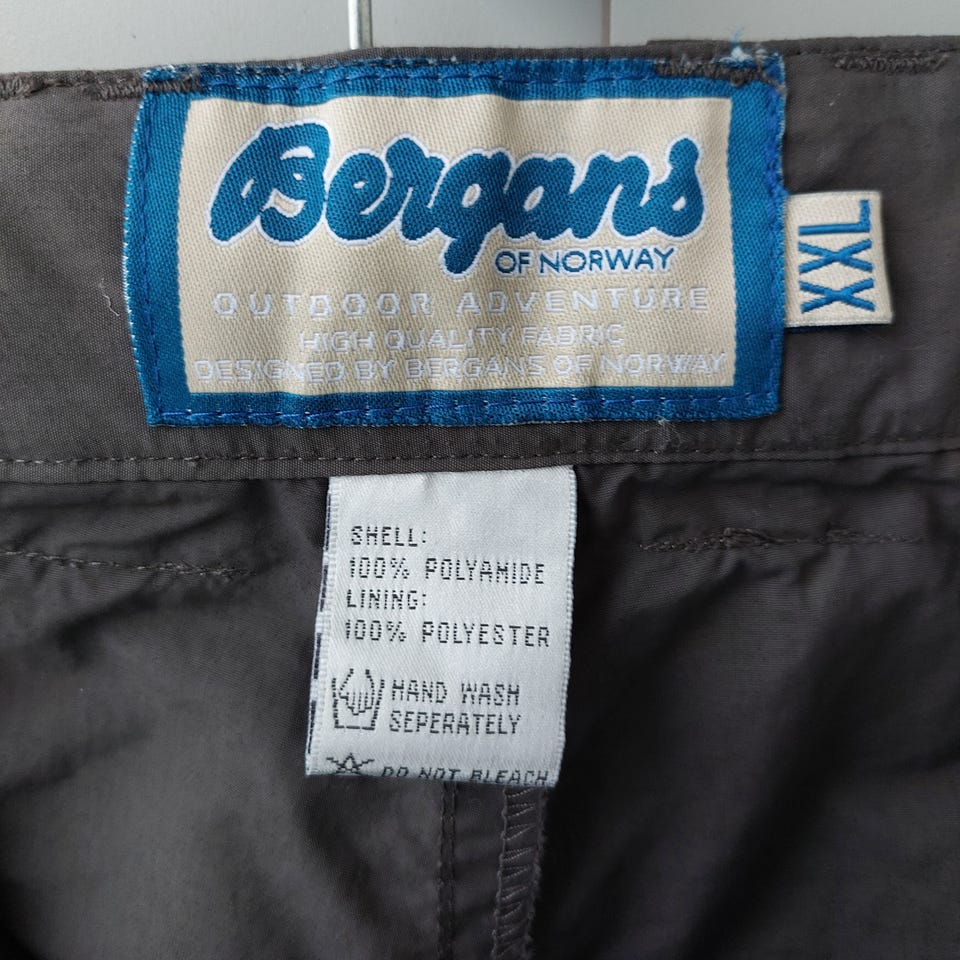 Bergans
OF NORWAY
OUTDOOR ADVENTURE
HIGH QUALITY FABRIC
DESIGNED BY BERGANS OF NORWAY
XXL
SHELL:
100% POLYAMIDE
LINING:
100% POLYESTER
HAND WASH
SEPERATELY
DO NOT BLEACH